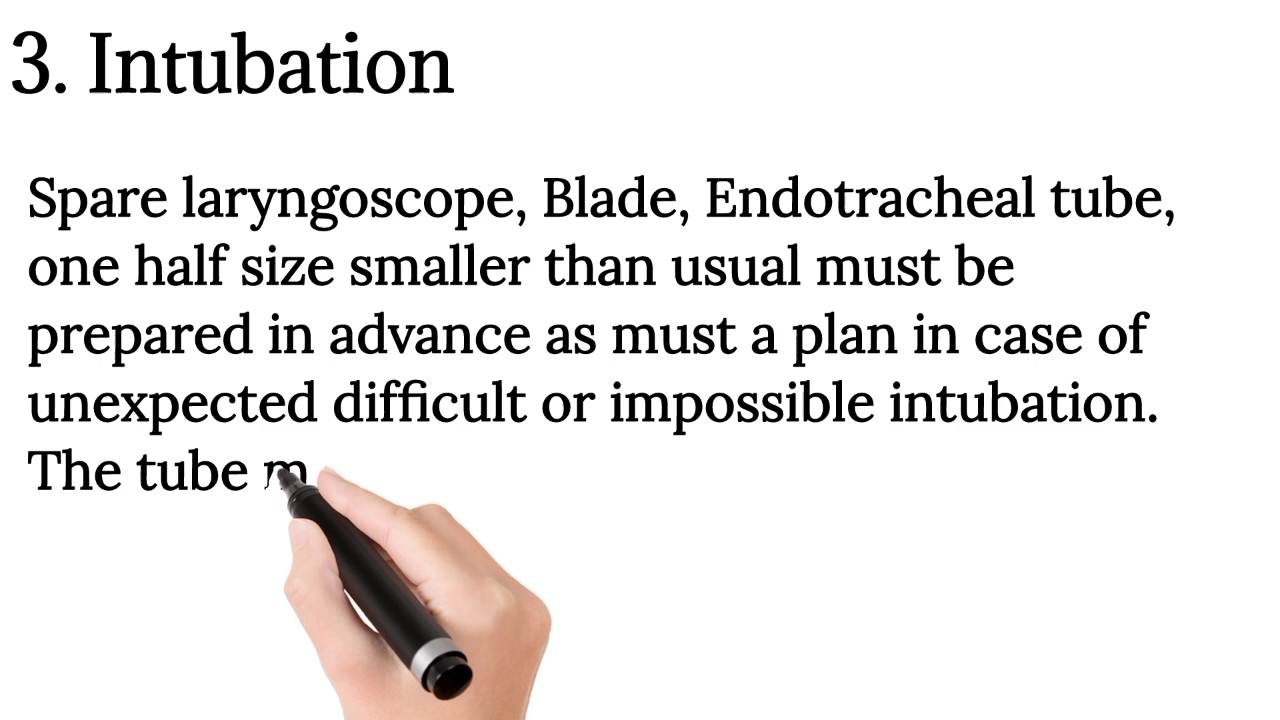 3. Intubation
Spare laryngoscope, Blade, Endotracheal tube,
one half size smaller than usual must be
prepared in advance as must a plan in case of
unexpected difficult or impossible intubation.
The tube m